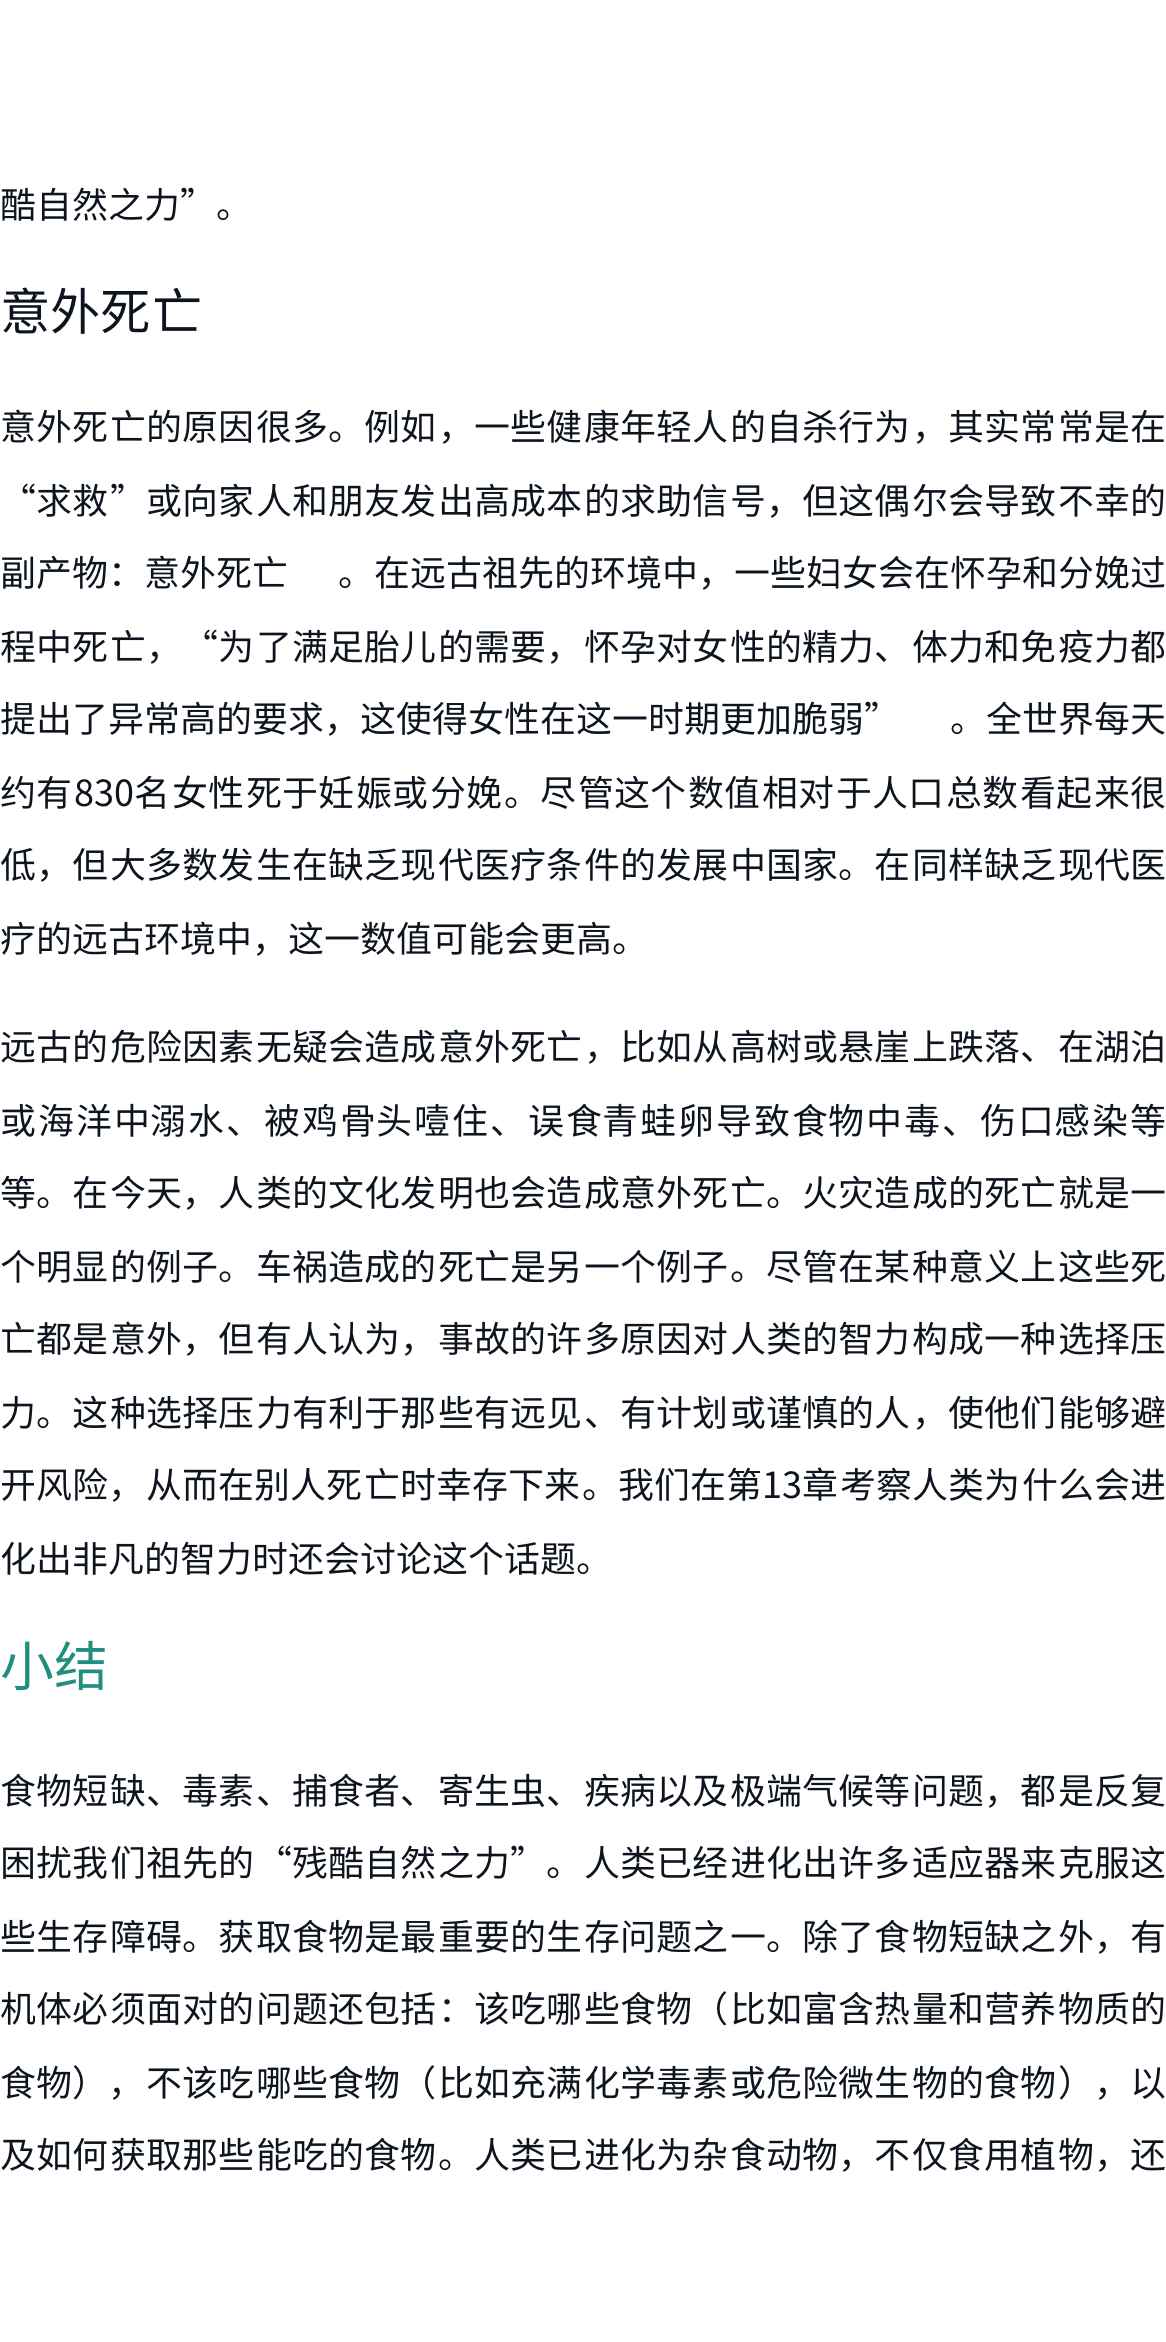 酷自然之力”。
意外死亡
意外死亡的原因很多。例如，一些健康年轻人的自杀行为，其实常常是在
“求救”或向家人和朋友发出高成本的求助信号，但这偶尔会导致不幸的
副产物：意外死亡　。在远古祖先的环境中，一些妇女会在怀孕和分娩过
程中死亡，“为了满足胎儿的需要，怀孕对女性的精力、体力和免疫力都
提出了异常高的要求，这使得女性在这一时期更加脆弱”　。全世界每天
约有830名女性死于妊娠或分娩。尽管这个数值相对于人口总数看起来很
低，但大多数发生在缺乏现代医疗条件的发展中国家。在同样缺乏现代医
疗的远古环境中，这一数值可能会更高。
远古的危险因素无疑会造成意外死亡，比如从高树或悬崖上跌落、在湖泊
或海洋中溺水、被鸡骨头噎住、误食青蛙卵导致食物中毒、伤口感染等
等。在今天，人类的文化发明也会造成意外死亡。火灾造成的死亡就是一
个明显的例子。车祸造成的死亡是另一个例子。尽管在某种意义上这些死
亡都是意外，但有人认为，事故的许多原因对人类的智力构成一种选择压
力。这种选择压力有利于那些有远见、有计划或谨慎的人，使他们能够避
开风险，从而在别人死亡时幸存下来。我们在第13章考察人类为什么会进
化出非凡的智力时还会讨论这个话题。
小结
食物短缺、毒素、捕食者、寄生虫、疾病以及极端气候等问题，都是反复
困扰我们祖先的“残酷自然之力”。人类已经进化出许多适应器来克服这
些生存障碍。获取食物是最重要的生存问题之一。除了食物短缺之外，有
机体必须面对的问题还包括：该吃哪些食物（比如富含热量和营养物质的
食物），不该吃哪些食物（比如充满化学毒素或危险微生物的食物），以
及如何获取那些能吃的食物。人类已进化为杂食动物，不仅食用植物，还